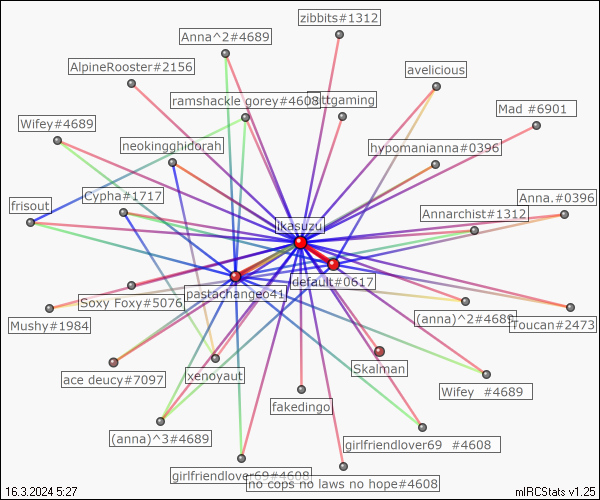 zibbits#1312
Anna^2#4689
AlpineRooster#2156
avelicious
ramshackle gorey#4608
ttgaming
Mad #6901
Wifey#4689
neokingghidorah
hypomanianna#0396
Cypha#1717
Anna.#0396
frisout
Annarchist#1312
ikasuzu
default#0617
pastachange041
Soxy Foxy#5076
(anna)^2#4689
Mushy#1984
Toucan#2473
Skalman
xenoyaut
ace deucy#7097
Wifey #4689
fakedingo
(anna)^3#4689
girlfriendlover69 #4608
girlfriendlover69#4608
no cops no laws no hope#4608
16.3.2024 5:27
mIRCStats v1.25